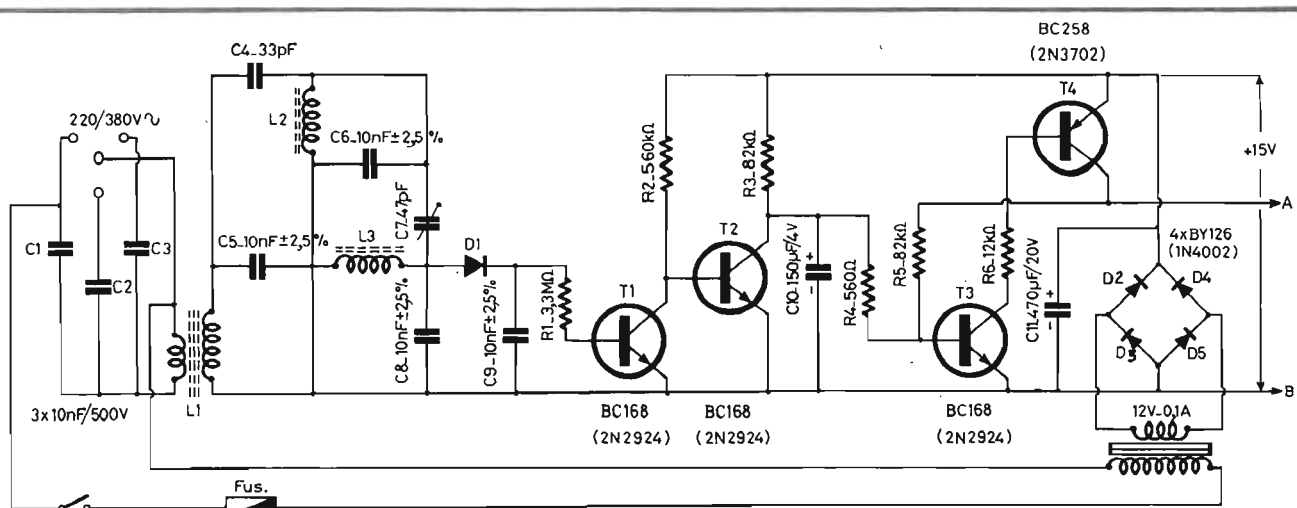 BC258
(2N3702)
C4_33pF
T4
220/380V∿
L2
C6_10nF±2,5%
+15V
R2_560kΩ
R3_82kΩ
C7_47pF
A
C1
C2
C3
C5_10nF±2,5%
L3
D1
T2
C10_150µF/4V
R5_82kΩ
R6_12kΩ
4xBY126
(1N4002)
+
+
D2
D4
T1
R4_560Ω
T3
C11_470µF/20V
-
-
R1_3,3MΩ
C8_10nF±2,5%
C9_10nF±2,5%
D3
D5
B
3x10nF/500V
L1
BC168
(2N2924)
BC168
(2N2924)
BC168
(2N2924)
12V_0,1A
Fus.